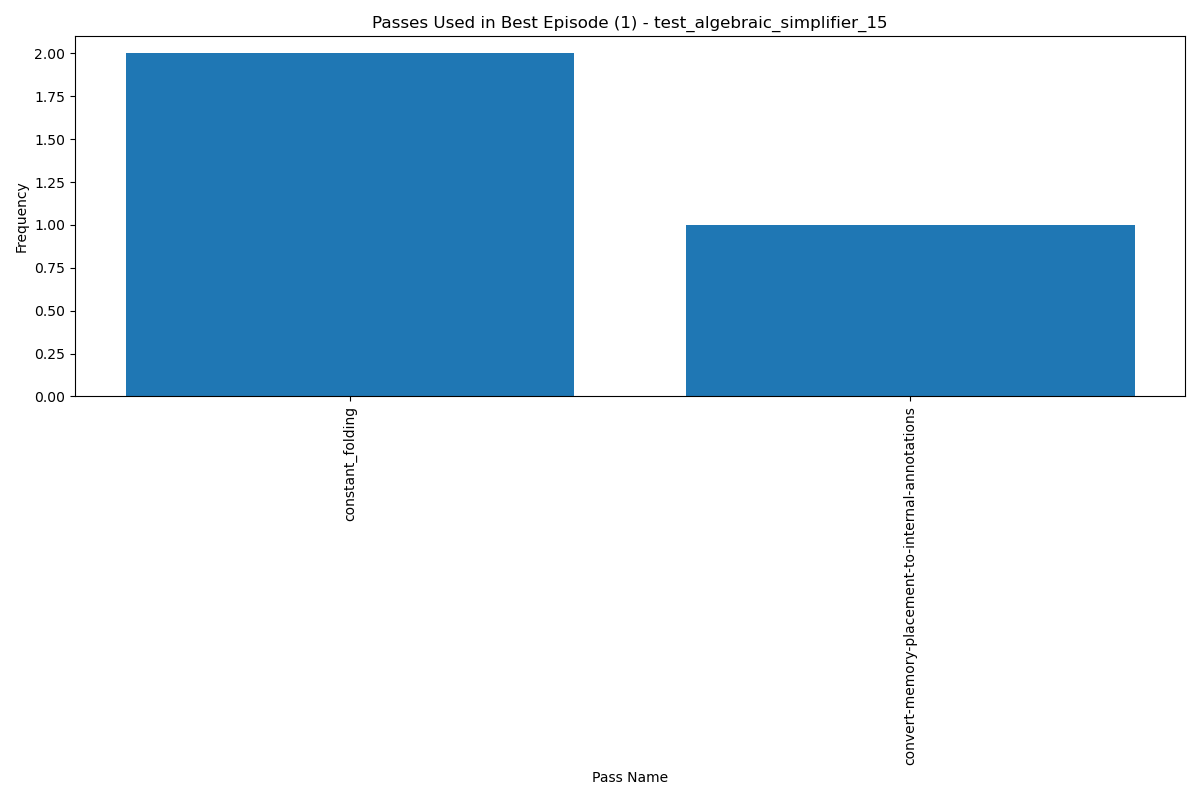 Passes Used in Best Episode (1) - test_algebraic_simplifier_15
Frequency
2.00
1.75
1.50
1.25
1.00
0.75
0.50
0.25
0.00
constant_folding
convert-memory-placement-to-internal-annotations
Pass Name